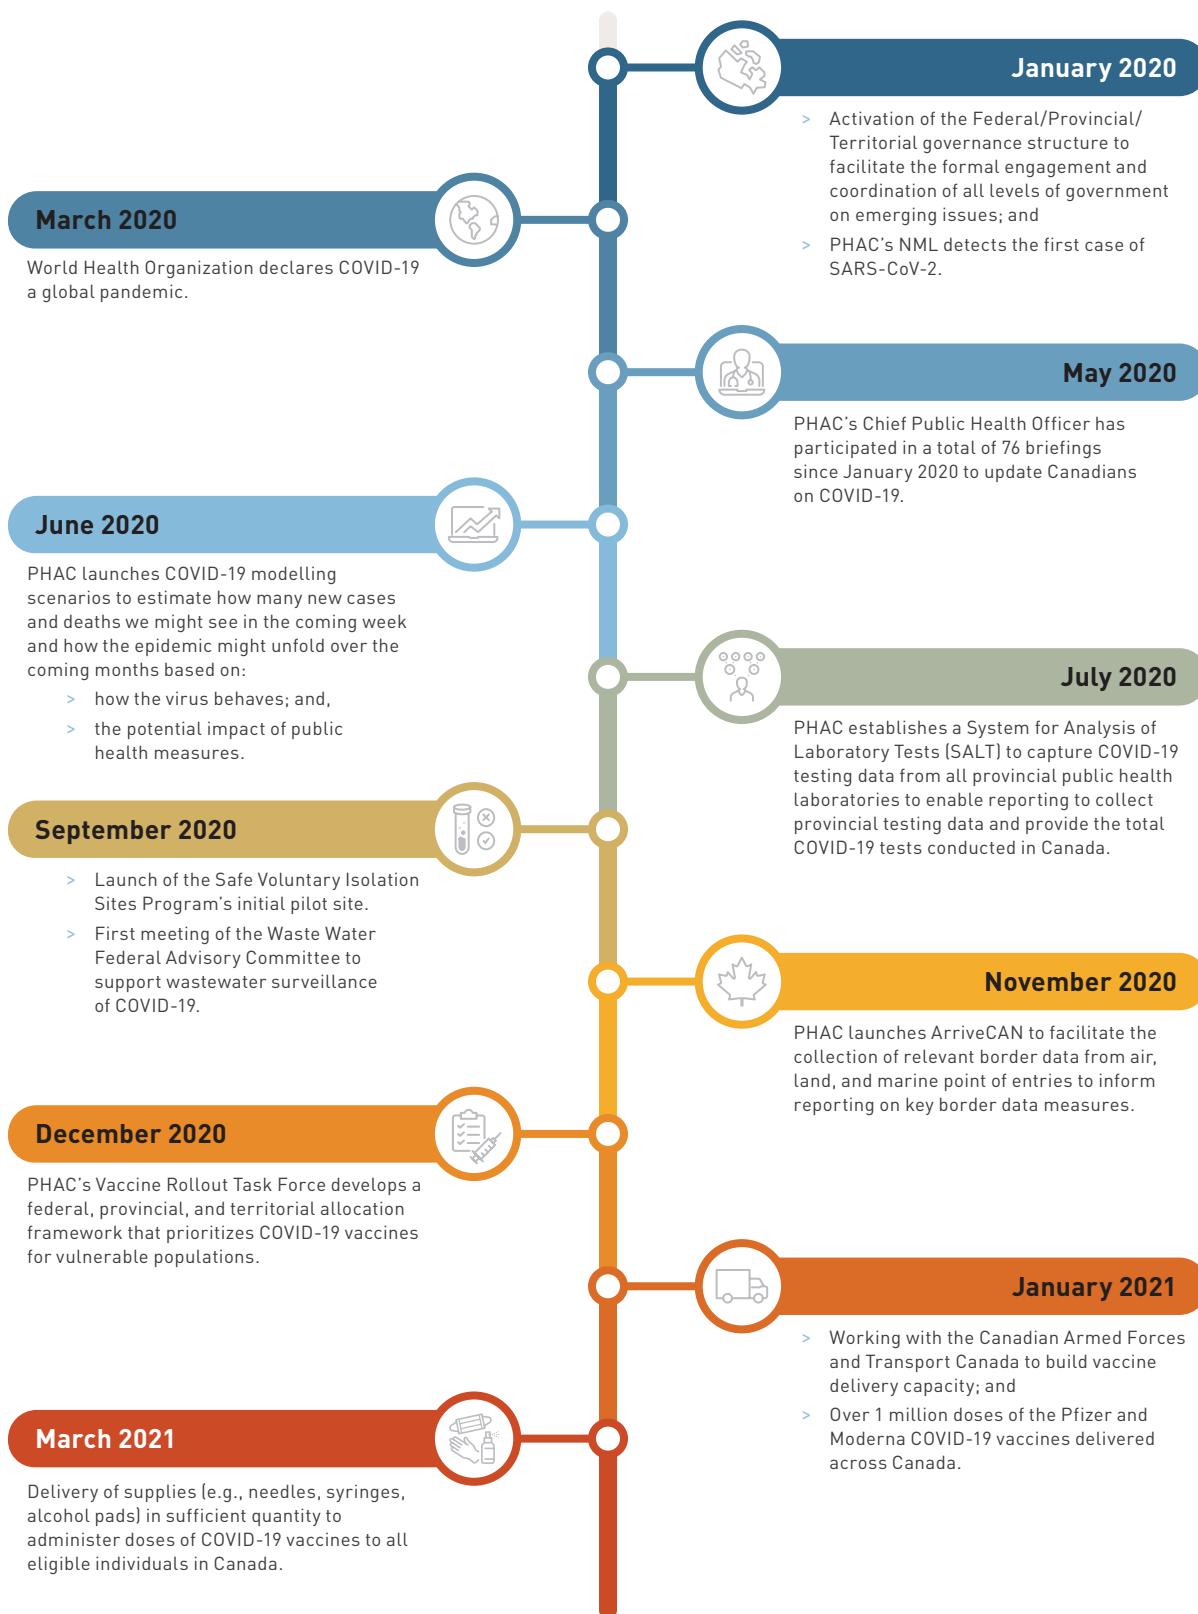 January 2020
> Activation of the Federal/Provincial/
Territorial governance structure to
facilitate the formal engagement and
coordination of all levels of government
on emerging issues; and
> PHAC's NML detects the first case of
SARS-CoV-2.
March 2020
World Health Organization declares COVID-19
a global pandemic.
May 2020
PHAC's Chief Public Health Officer has
participated in a total of 76 briefings
since January 2020 to update Canadians
on COVID-19.
June 2020
PHAC launches COVID-19 modelling
scenarios to estimate how many new cases
and deaths we might see in the coming week
and how the epidemic might unfold over the
coming months based on:
> how the virus behaves; and,
> the potential impact of public
health measures.
July 2020
PHAC establishes a System for Analysis of
Laboratory Tests (SALT) to capture COVID-19
testing data from all provincial public health
laboratories to enable reporting to collect
provincial testing data and provide the total
COVID-19 tests conducted in Canada.
September 2020
> Launch of the Safe Voluntary Isolation
Sites Program's initial pilot site.
> First meeting of the Waste Water
Federal Advisory Committee to
support wastewater surveillance
of COVID-19.
November 2020
PHAC launches ArriveCAN to facilitate the
collection of relevant border data from air,
land, and marine point of entries to inform
reporting on key border data measures.
December 2020
PHAC's Vaccine Rollout Task Force develops a
federal, provincial, and territorial allocation
framework that prioritizes COVID-19 vaccines
for vulnerable populations.
January 2021
> Working with the Canadian Armed Forces
and Transport Canada to build vaccine
delivery capacity; and
> Over 1 million doses of the Pfizer and
Moderna COVID-19 vaccines delivered
across Canada.
March 2021
Delivery of supplies (e.g., needles, syringes,
alcohol pads) in sufficient quantity to
administer doses of COVID-19 vaccines to all
eligible individuals in Canada.